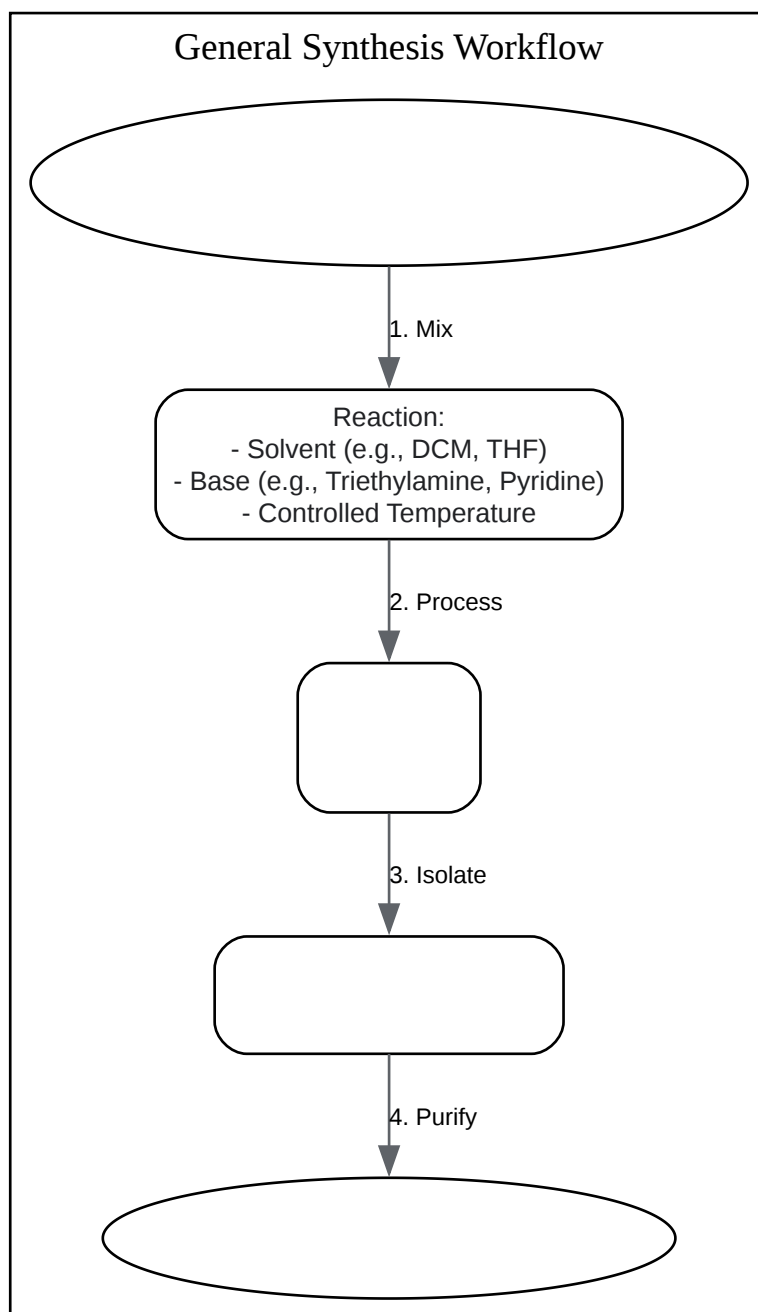 General Synthesis Workflow
1. Mix
Reaction:
- Solvent (e.g., DCM, THF)
- Base (e.g., Triethylamine, Pyridine)
- Controlled Temperature
2. Process
3. Isolate
4. Purify